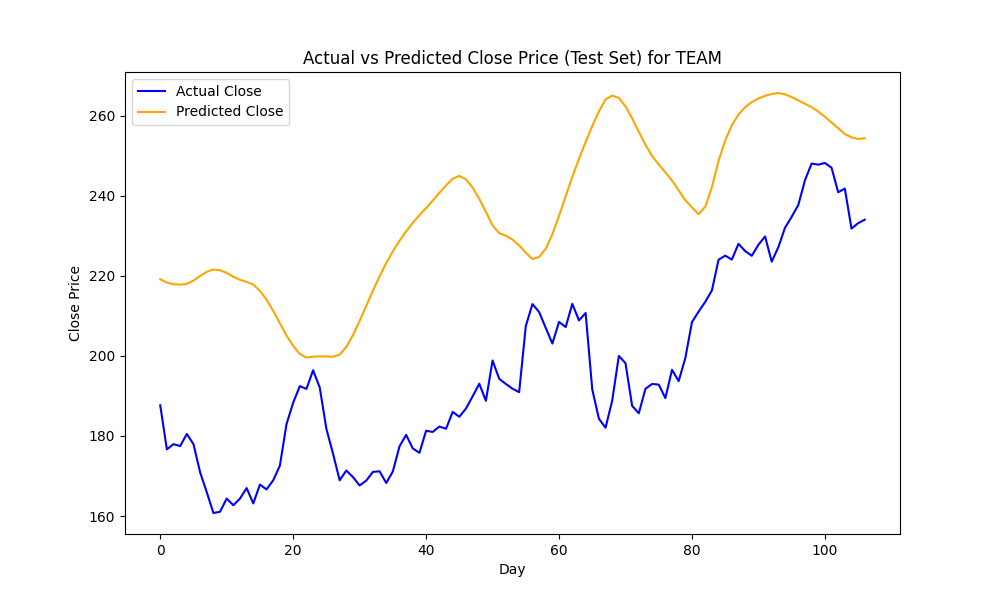 Actual vs Predicted Close Price (Test Set) for TEAM
Actual Close
Predicted Close
Close Price
260
240
220
200
180
160
0 20 40 60 80 100
Day